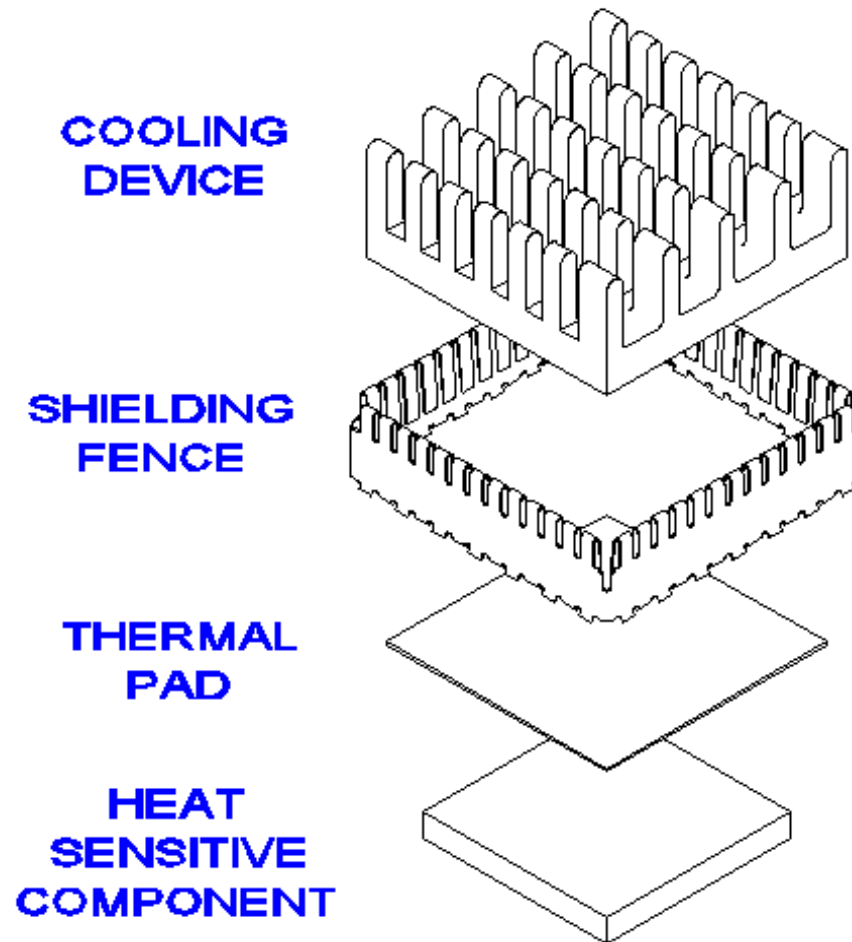 COOLING
DEVICE
SHIELDING
FENCE
THERMAL
PAD
HEAT
SENSITIVE
COMPONENT